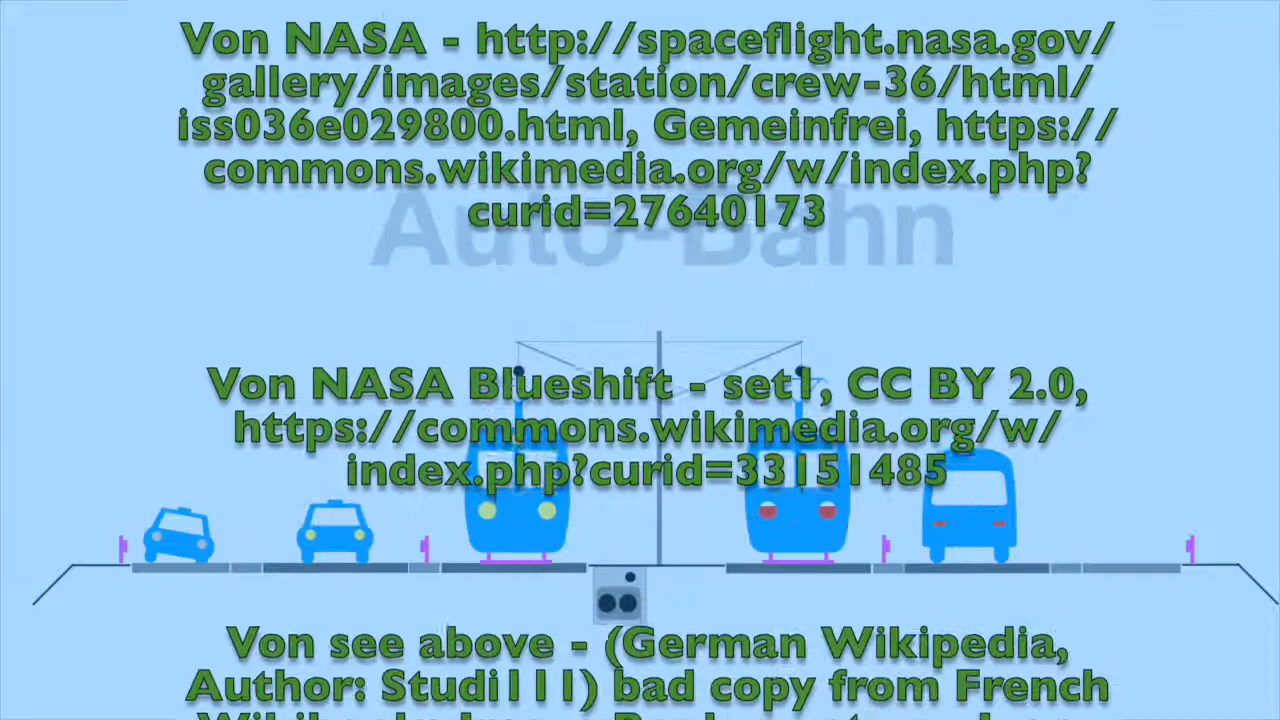 Von NASA - http://spaceflight.nasa.gov/
gallery/images/station/crew-36/html/
iss036e029800.html, Gemeinfrei, https://
commons.wikimedia.org/w/index.php?
curid=27640173
Auto-Bahn
Von NASA Blueshift - set1, CC BY 2.0,
https://commons.wikimedia.org/w/
index.php?curid=33151485
Von see above - (German Wikipedia,
Author: Studi111) bad copy from French